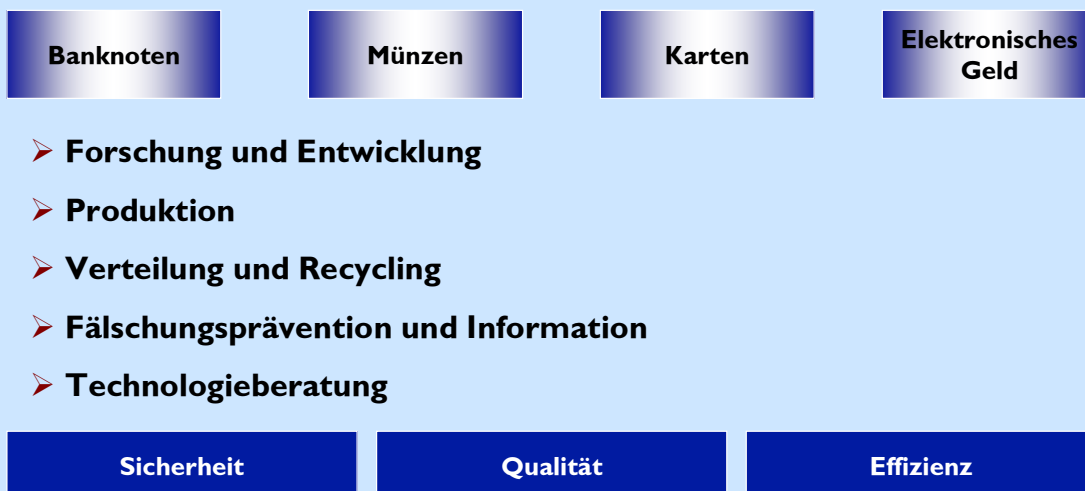 Banknoten
Münzen
Karten
Elektronisches
Geld
➢ Forschung und Entwicklung
➢ Produktion
➢ Verteilung und Recycling
➢ Fälschungsprävention und Information
➢ Technologieberatung
Sicherheit
Qualität
Effizienz